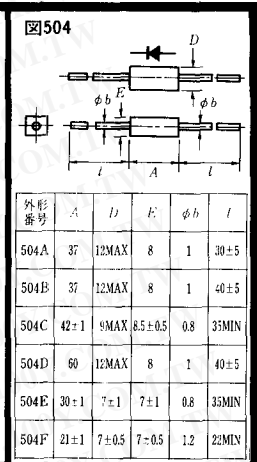 図504
D
φb
E
φb
l
A
l
外形番号 A D E φb l
504A 37 12MAX 8 1 30±5
504B 37 12MAX 8 1 40±5
504C 42±1 9MAX 8.5±0.5 0.8 35MIN
504D 60 12MAX 8 1 40±5
504E 30±1 7±1 7±1 0.8 35MIN
504F 21±1 7±0.5 7±0.5 1.2 22MIN